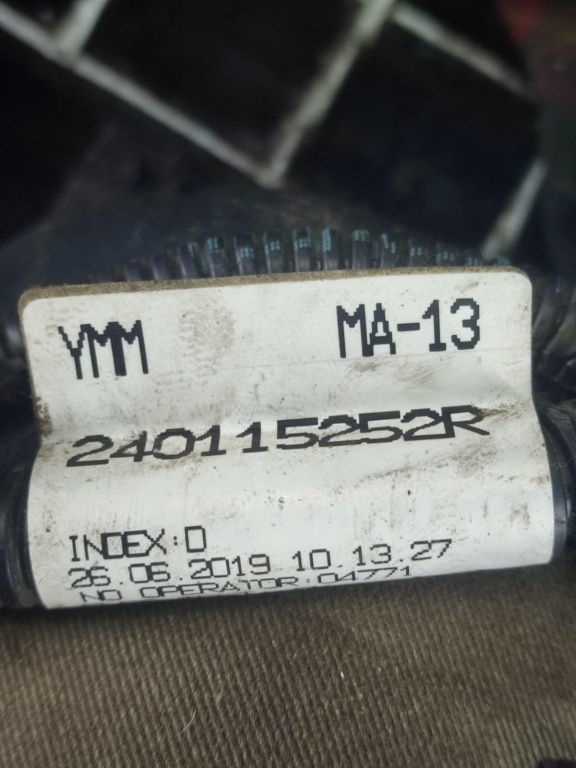 YMM MA-13
240115252R
INDEX:D
26.06.2019 10.13.27
NO OPERATOR:04771